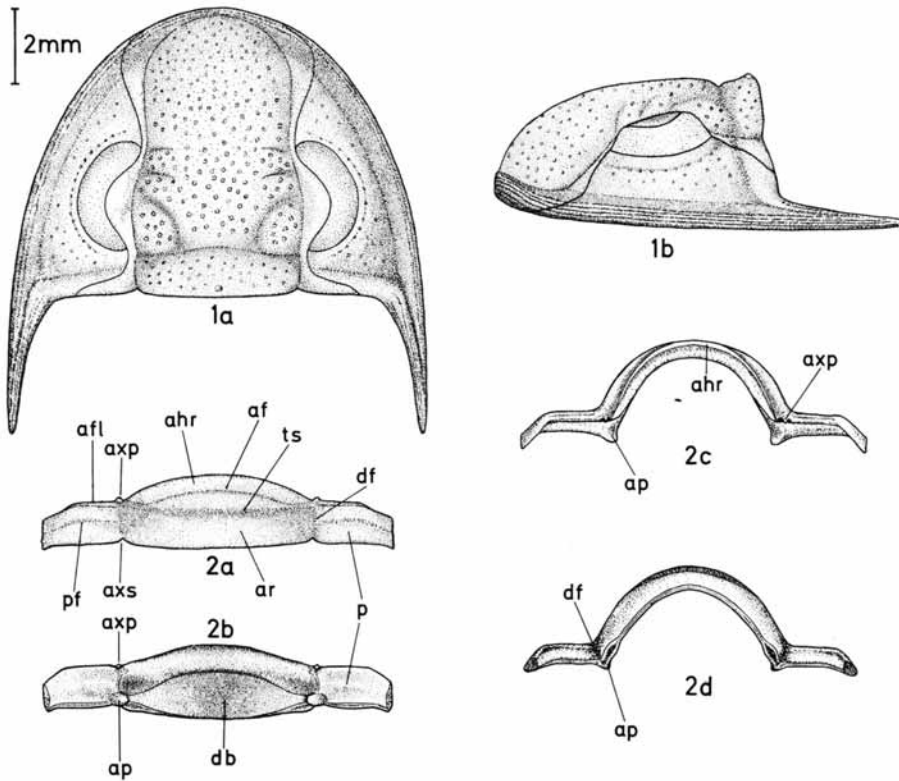 2mm
1a
1b
ahr
axp
ap
2c
afl
axp
ahr
af
ts
df
pf
axs
2a
ar
p
axp
2b
p
ap
db
df
ap
2d